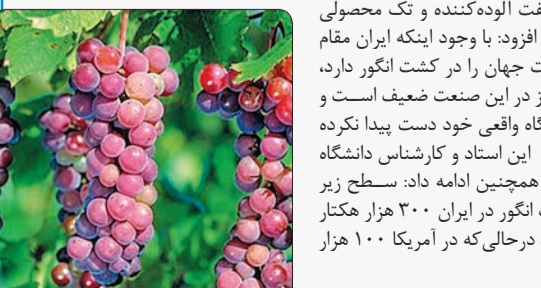 آلوده‌کننده و تک محصولی
افزود: با وجود اینکه ایران مقام
جهان را در کشت انگور دارد،
در این صنعت ضعیف است و
واقعی خود دست پیدا نکرده
این استاد و کارشناس دانشگاه
همچنین ادامه داد: سطح زیر
انگور در ایران ۳۰۰ هزار هکتار
درحالی‌که در آمریکا ۱۰۰ هزار